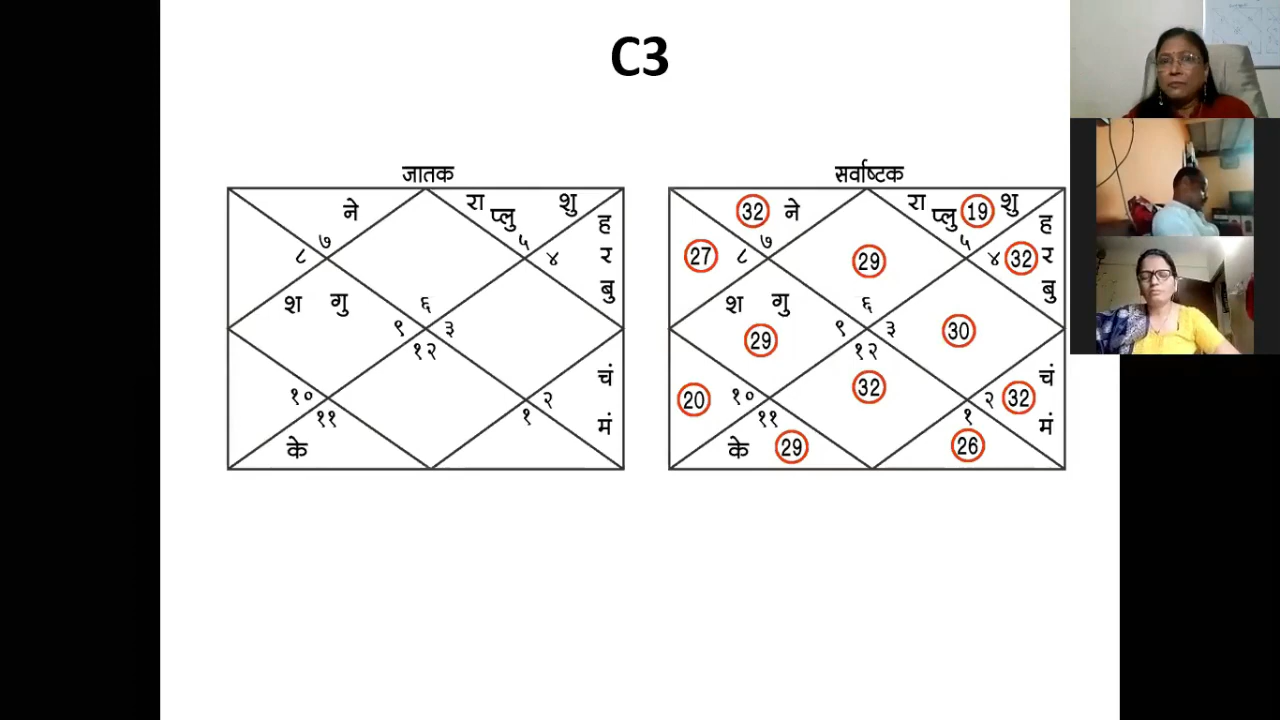 C3
जातक
ने
रा
प्लु
शु
ह
७
५
८
४
र
बु
श गु
६
९
३
१२
१०
२
चं
११
१
मं
के
सर्वाष्टक
32 ने
रा
प्लु
19 शु
ह
७
५
27 ८
29
४ 32 र
बु
श गु
६
29
९
३
30
१२
32
20 १०
२ 32
चं
११
१
मं
के 29
26